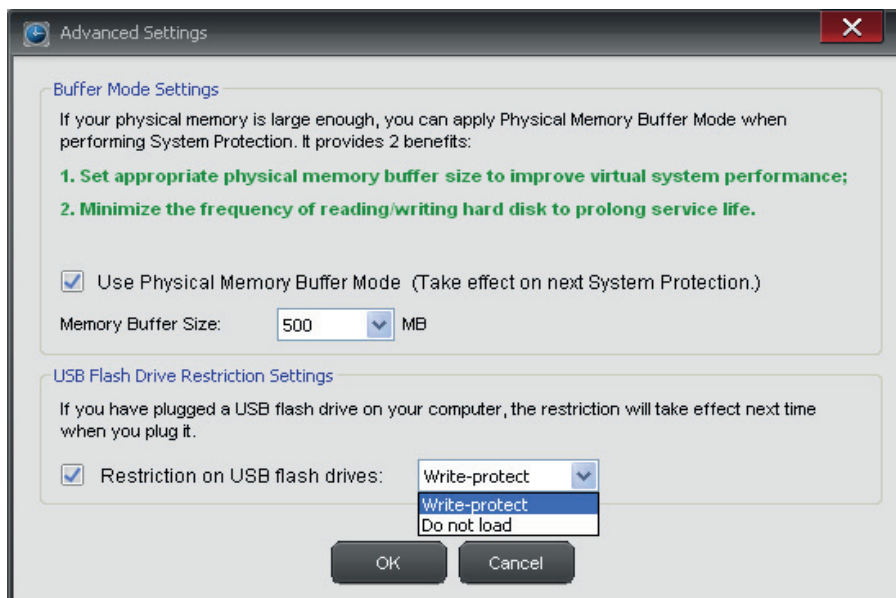 Advanced Settings
Buffer Mode Settings
If your physical memory is large enough, you can apply Physical Memory Buffer Mode when
performing System Protection. It provides 2 benefits:
1. Set appropriate physical memory buffer size to improve virtual system performance;
2. Minimize the frequency of reading/writing hard disk to prolong service life.
Use Physical Memory Buffer Mode (Take effect on next System Protection.)
Memory Buffer Size: 500 MB
USB Flash Drive Restriction Settings
If you have plugged a USB flash drive on your computer, the restriction will take effect next time
when you plug it.
Restriction on USB flash drives: Write-protect
Write-protect
Do not load
OK Cancel